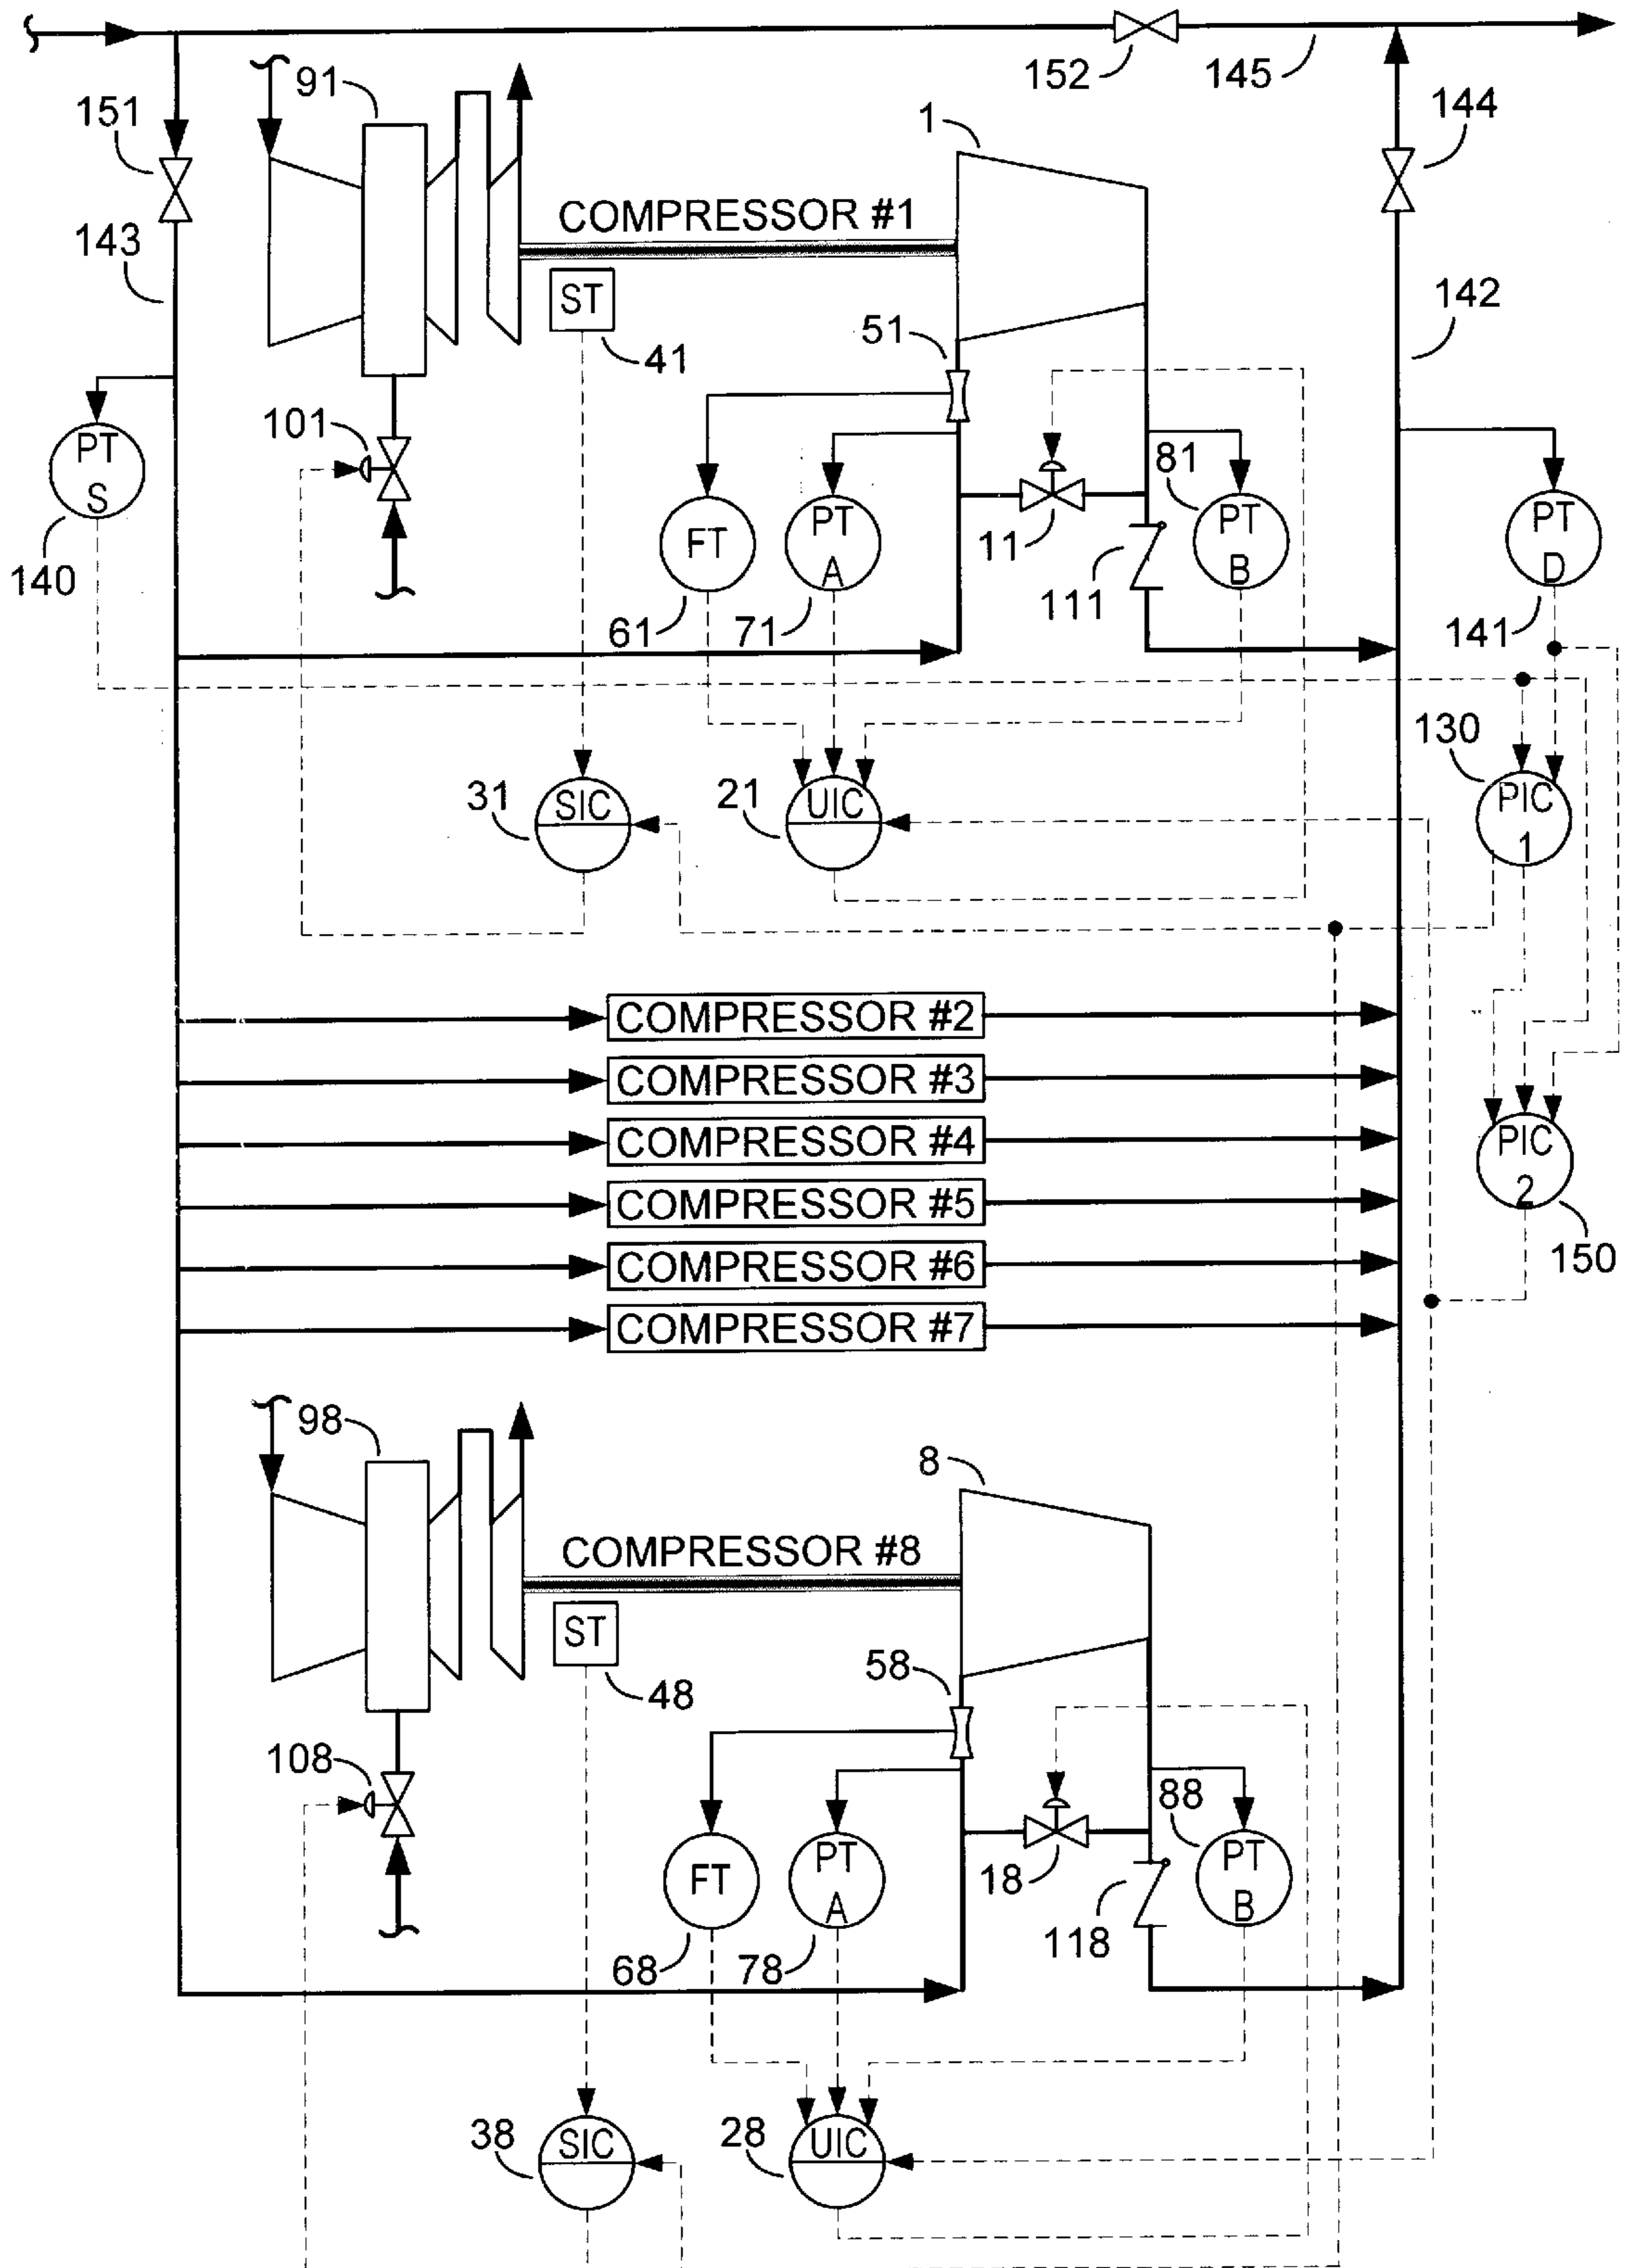 152
145
91
151
1
144
COMPRESSOR #1
143
ST
142
51
41
101
PT
S
81
FT
PT
A
11
PT
B
PT
D
140
111
61
71
141
130
31
SIC
21
UIC
PIC
1
COMPRESSOR #2
COMPRESSOR #3
COMPRESSOR #4
PIC
2
COMPRESSOR #5
COMPRESSOR #6
150
COMPRESSOR #7
98
8
COMPRESSOR #8
ST
58
48
108
88
FT
PT
A
18
PT
B
118
68
78
38
SIC
28
UIC